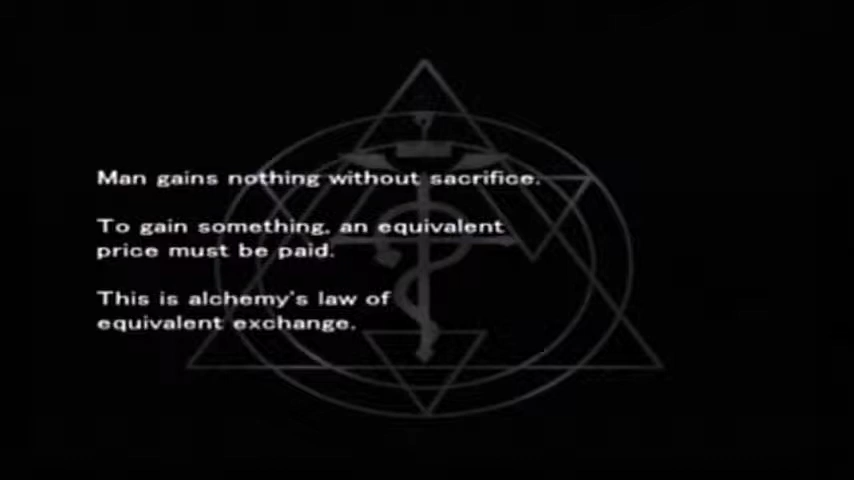 Man gains nothing without sacrifice.
To gain something, an equivalent
price must be paid.
This is alchemy's law of
equivalent exchange.